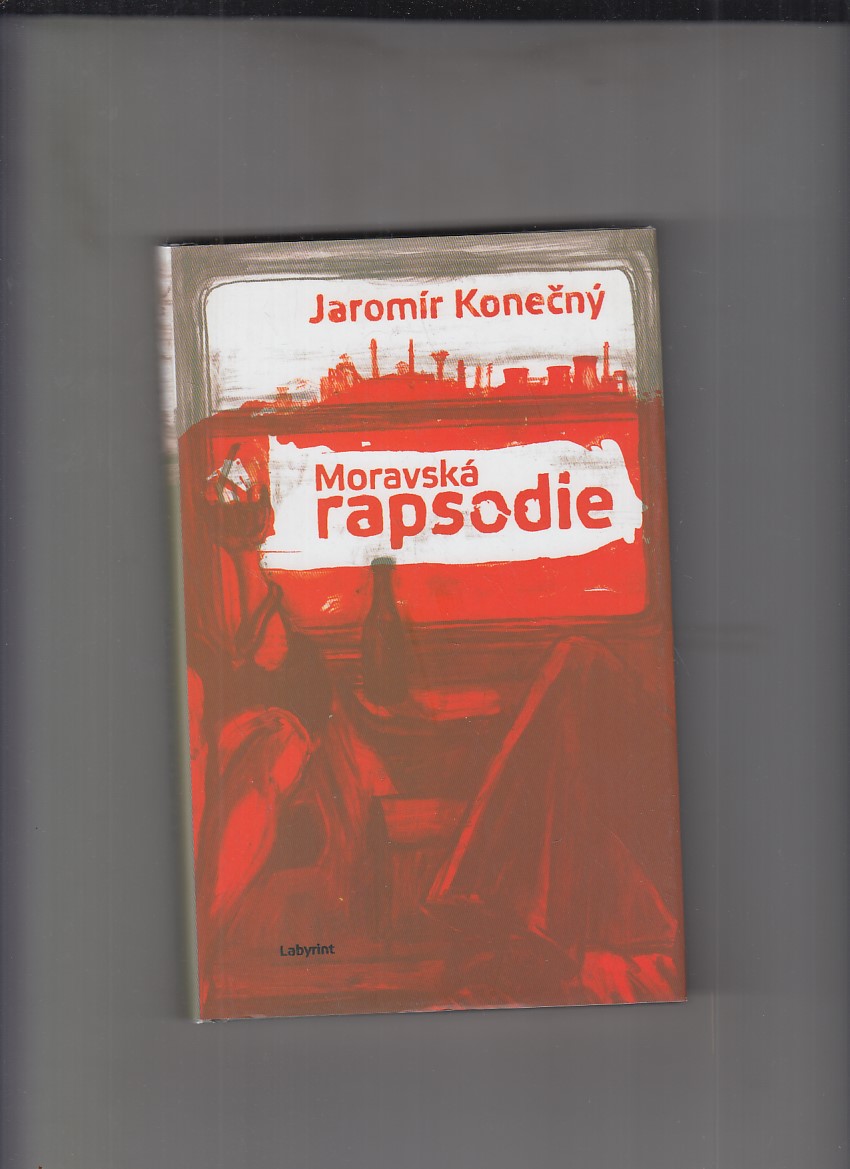 Jaromír Konečný
Moravská
rapsodie
Labyrint